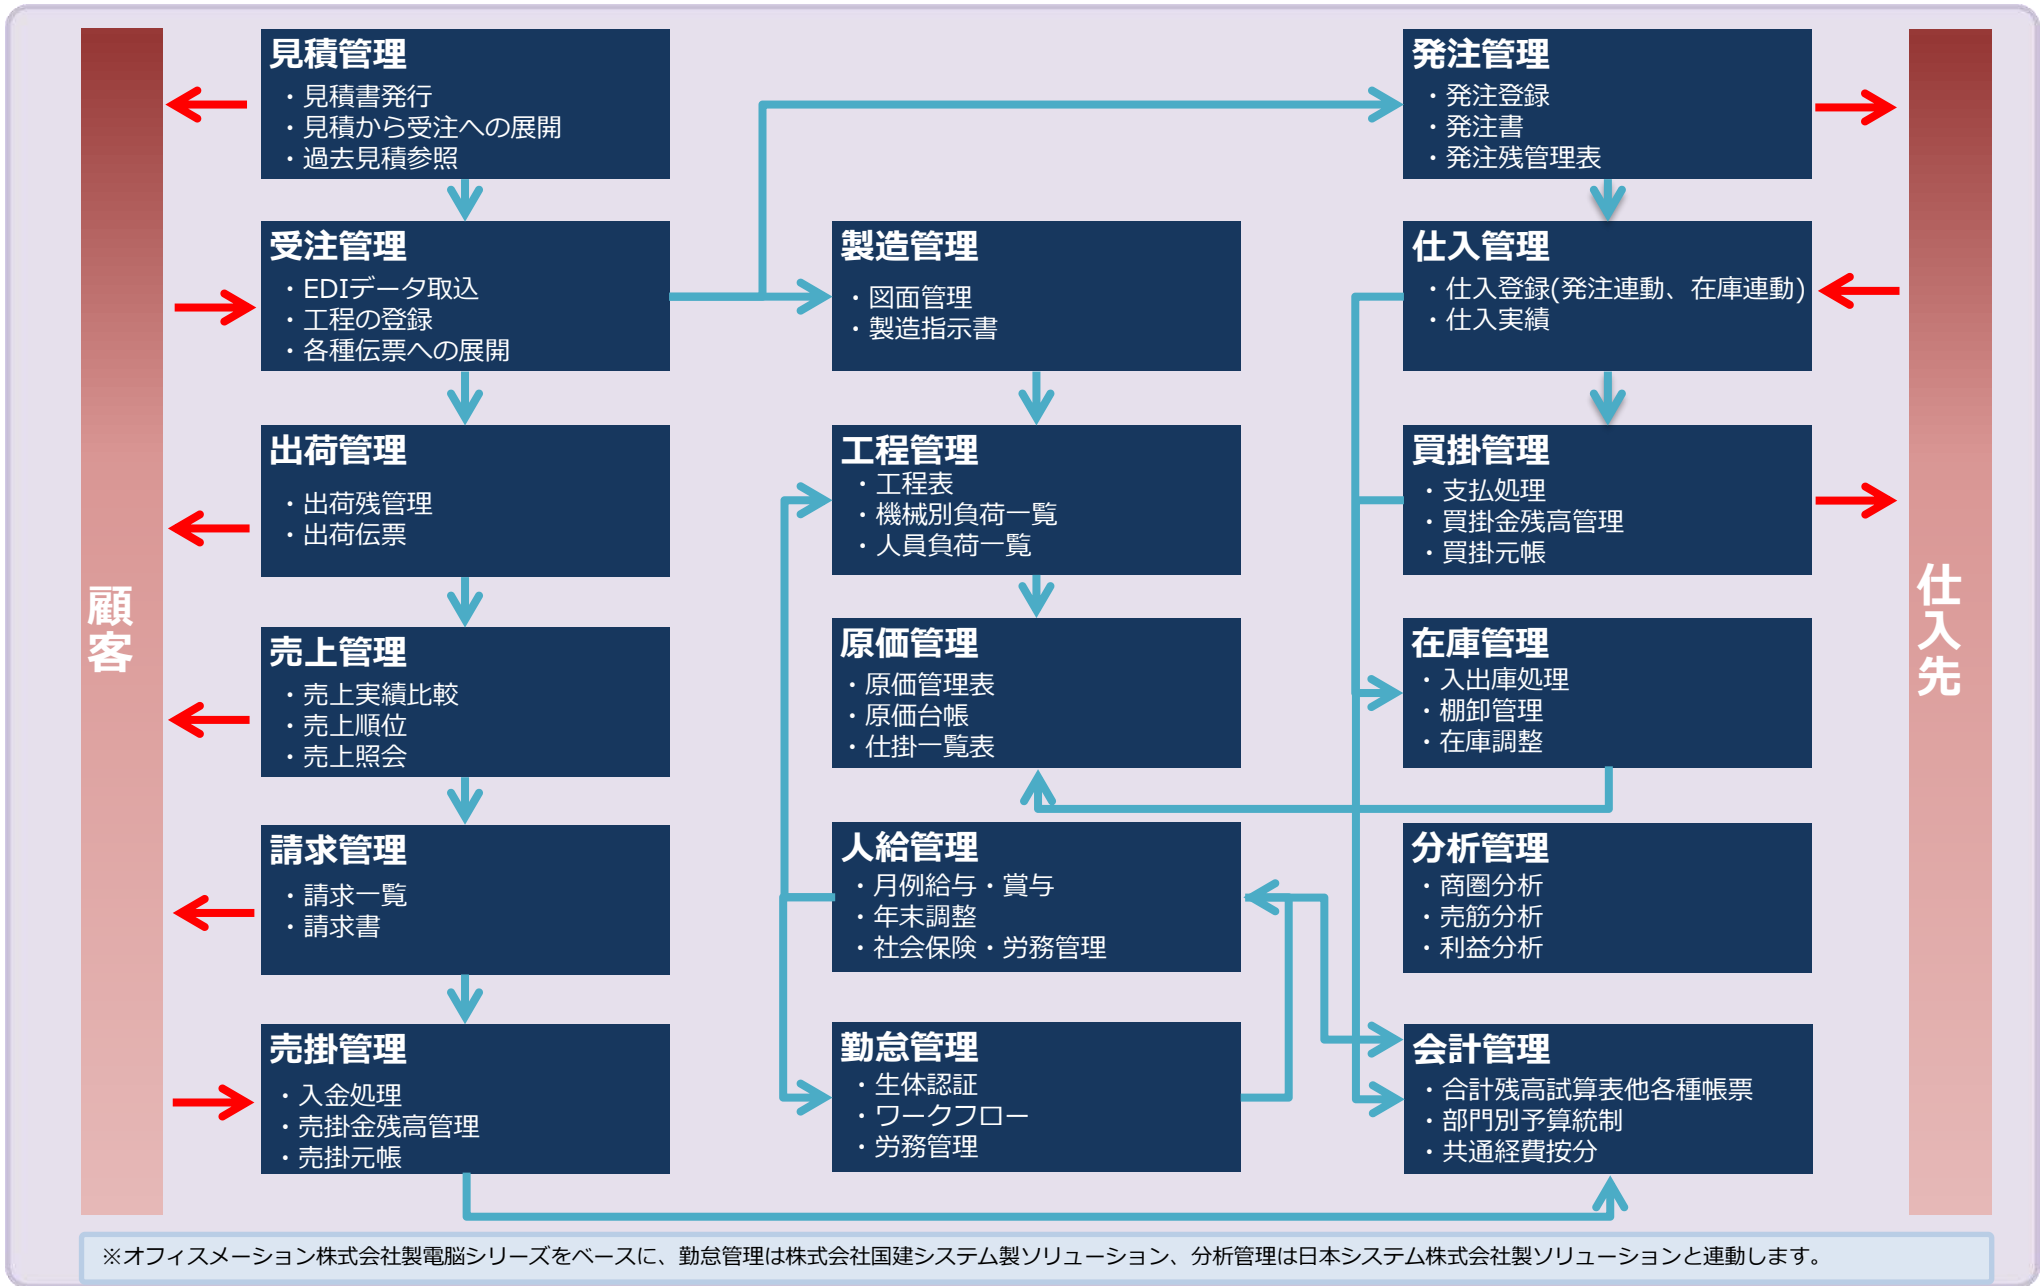 顧客
見積管理
・見積書発行
・見積から受注への展開
・過去見積参照
受注管理
・EDIデータ取込
・工程の登録
・各種伝票への展開
出荷管理
・出荷残管理
・出荷伝票
売上管理
・売上実績比較
・売上順位
・売上照会
請求管理
・請求一覧
・請求書
売掛管理
・入金処理
・売掛金残高管理
・売掛元帳
製造管理
・図面管理
・製造指示書
工程管理
・工程表
・機械別負荷一覧
・人員負荷一覧
原価管理
・原価管理表
・原価台帳
・仕掛一覧表
人給管理
・月例給与・賞与
・年末調整
・社会保険・労務管理
勤怠管理
・生体認証
・ワークフロー
・労務管理
発注管理
・発注登録
・発注書
・発注残管理表
仕入管理
・仕入登録(発注連動、在庫連動)
・仕入実績
買掛管理
・支払処理
・買掛金残高管理
・買掛元帳
在庫管理
・入出庫処理
・棚卸管理
・在庫調整
分析管理
・商圏分析
・売筋分析
・利益分析
会計管理
・合計残高試算表他各種帳票
・部門別予算統制
・共通経費按分
仕入先
※オフィスメーション株式会社製電脳シリーズをベースに、勤怠管理は株式会社国建システム製ソリューション、分析管理は日本システム株式会社製ソリューションと連動します。